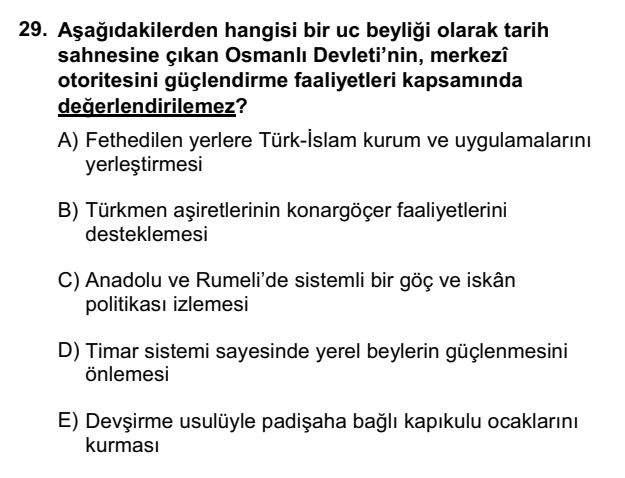 29. Aşağıdakilerden hangisi bir uc beyliği olarak tarih
sahnesine çıkan Osmanlı Devleti’nin, merkezî
otoritesini güçlendirme faaliyetleri kapsamında
değerlendirilemez?
A) Fethedilen yerlere Türk-İslam kurum ve uygulamalarını
yerleştirmesi
B) Türkmen aşiretlerinin konargöçer faaliyetlerini
desteklemesi
C) Anadolu ve Rumeli’de sistemli bir göç ve iskân
politikası izlemesi
D) Timar sistemi sayesinde yerel beylerin güçlenmesini
önlemesi
E) Devşirme usulüyle padişaha bağlı kapıkulu ocaklarını
kurması